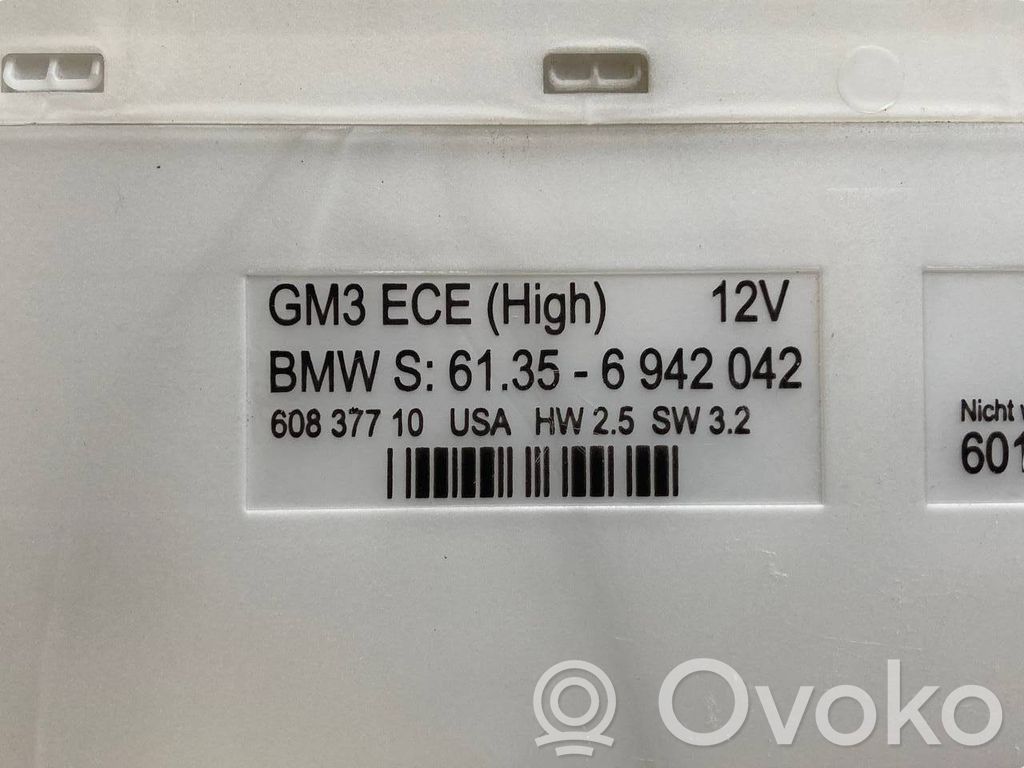 GM3 ECE (High) 12V
BMW S: 61.35 - 6 942 042
608 377 10 USA HW 2.5 SW 3.2
Nicht
601
Ovoko